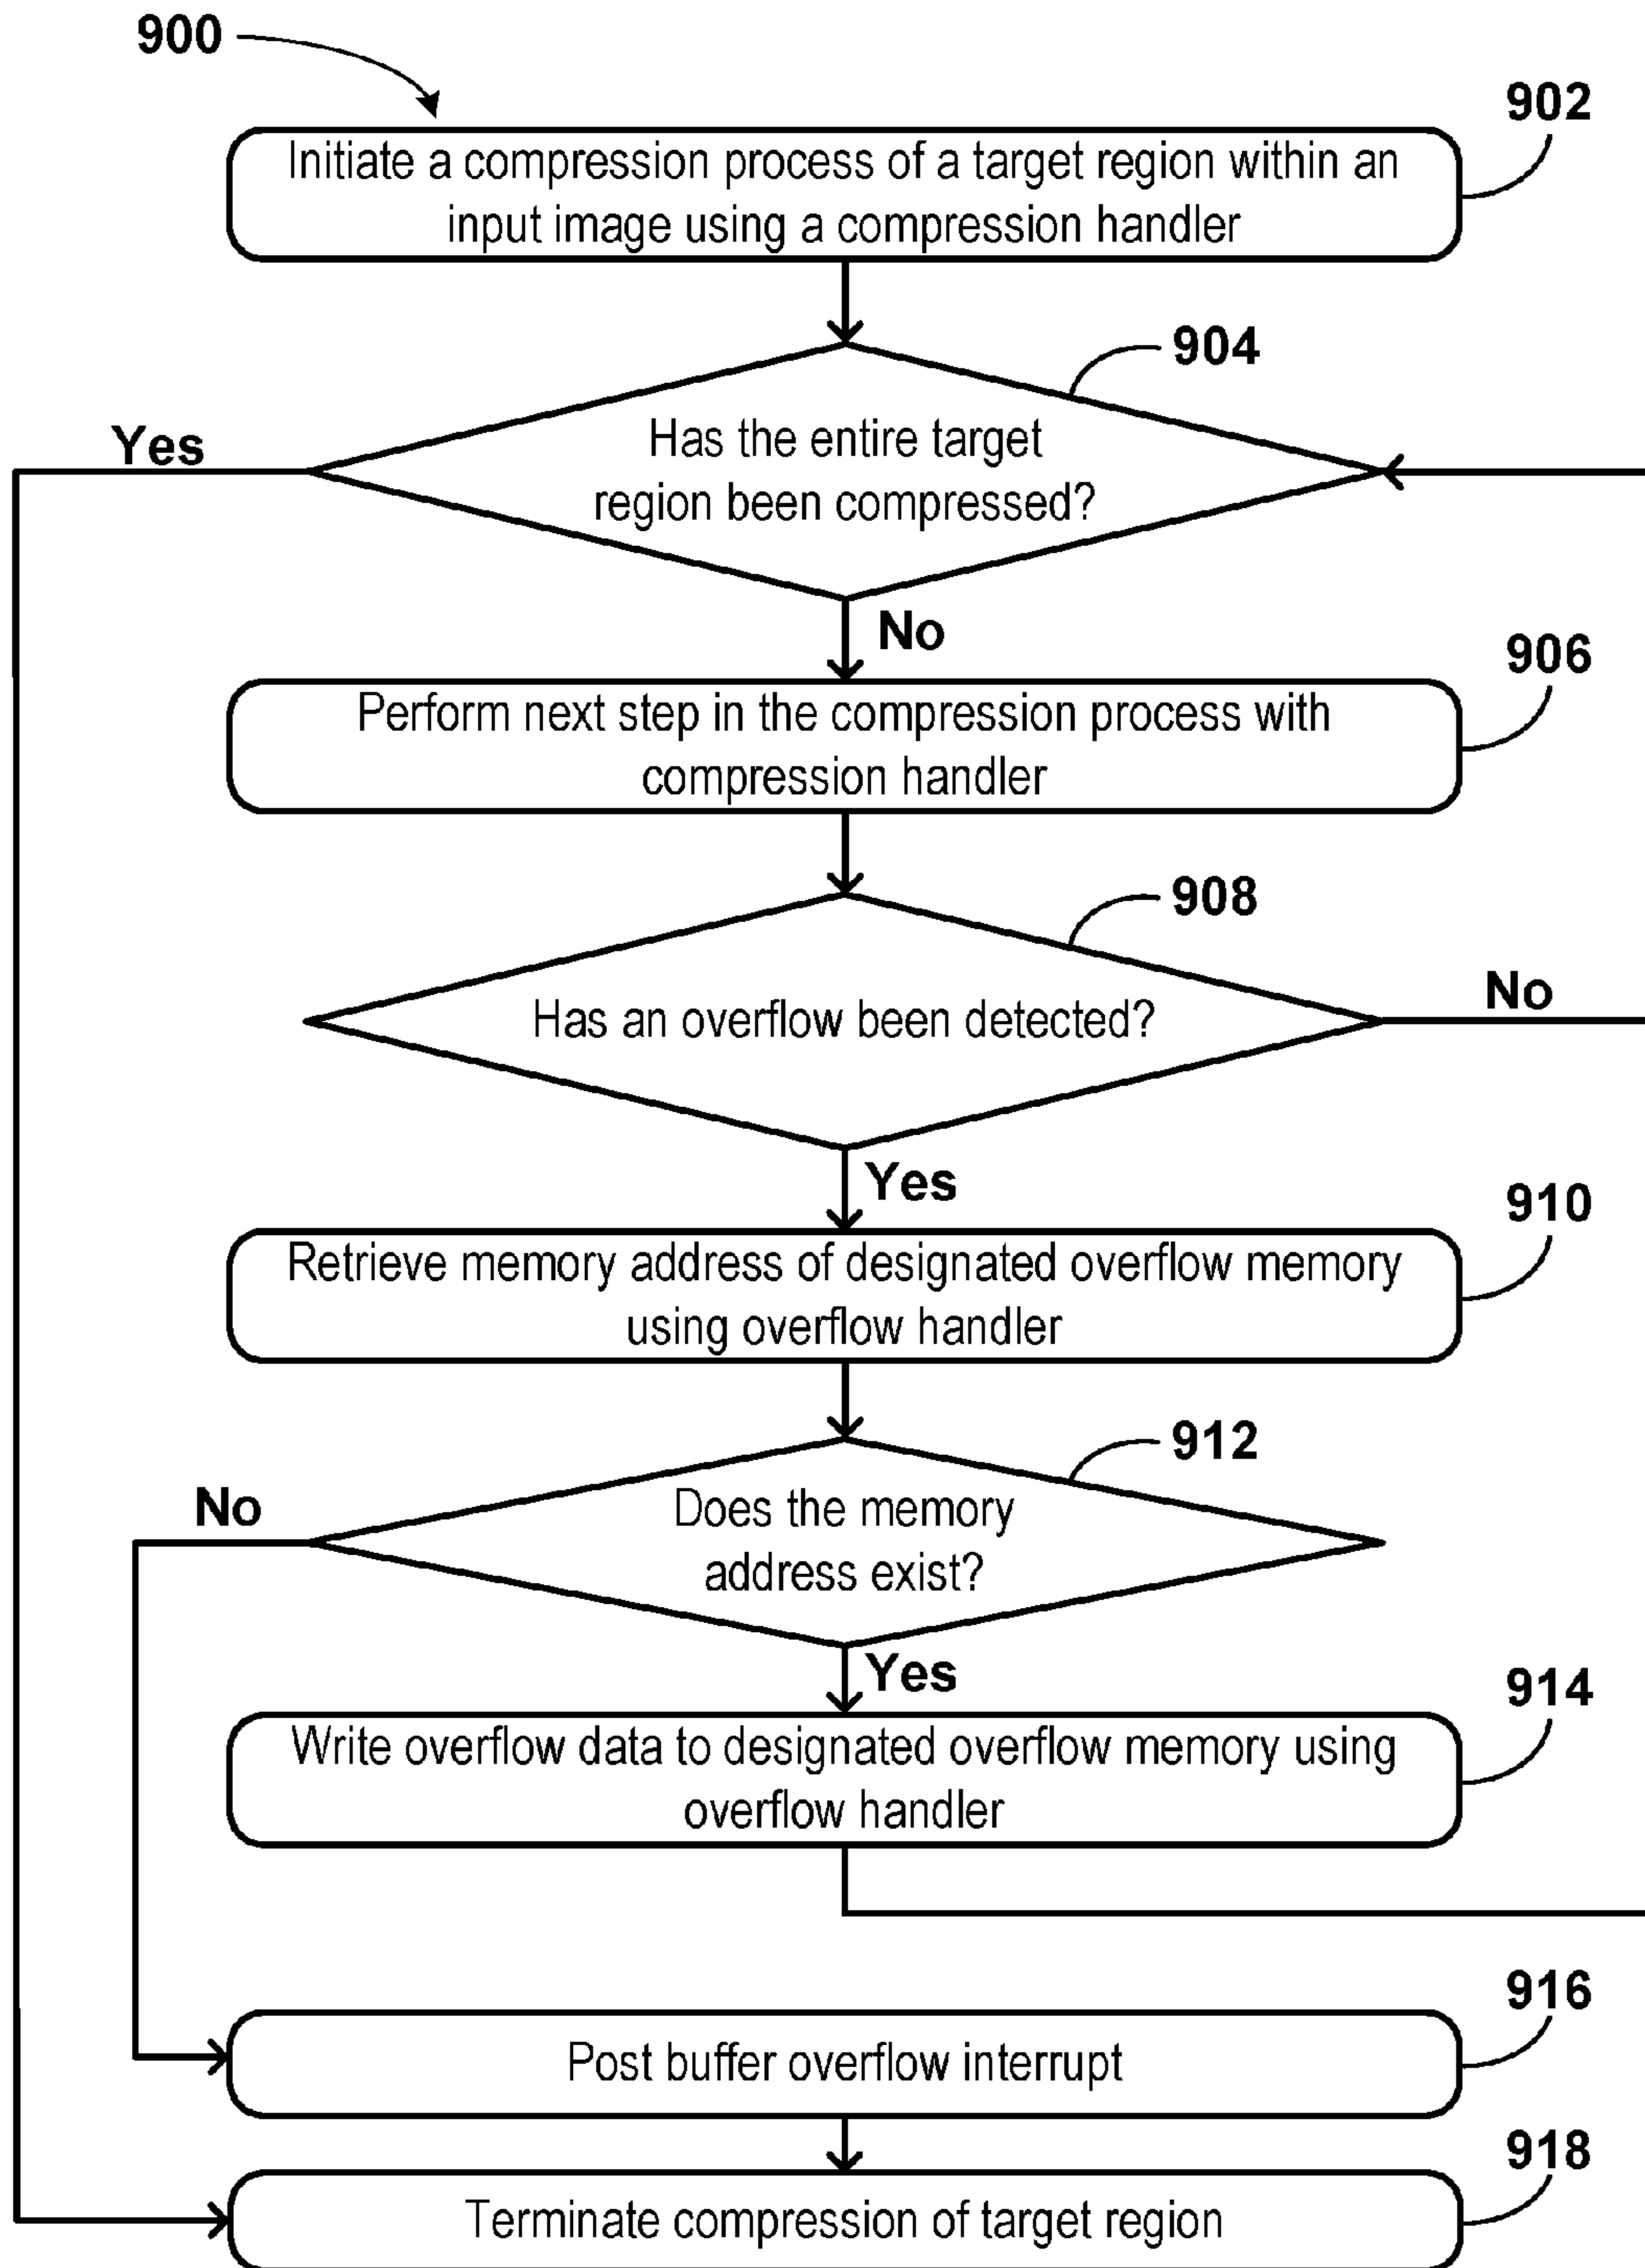 900
902
Initiate a compression process of a target region within an
input image using a compression handler
904
Has the entire target
region been compressed?
Yes
No
906
Perform next step in the compression process with
compression handler
908
Has an overflow been detected?
No
Yes
910
Retrieve memory address of designated overflow memory
using overflow handler
912
Does the memory
address exist?
No
Yes
914
Write overflow data to designated overflow memory using
overflow handler
916
Post buffer overflow interrupt
918
Terminate compression of target region